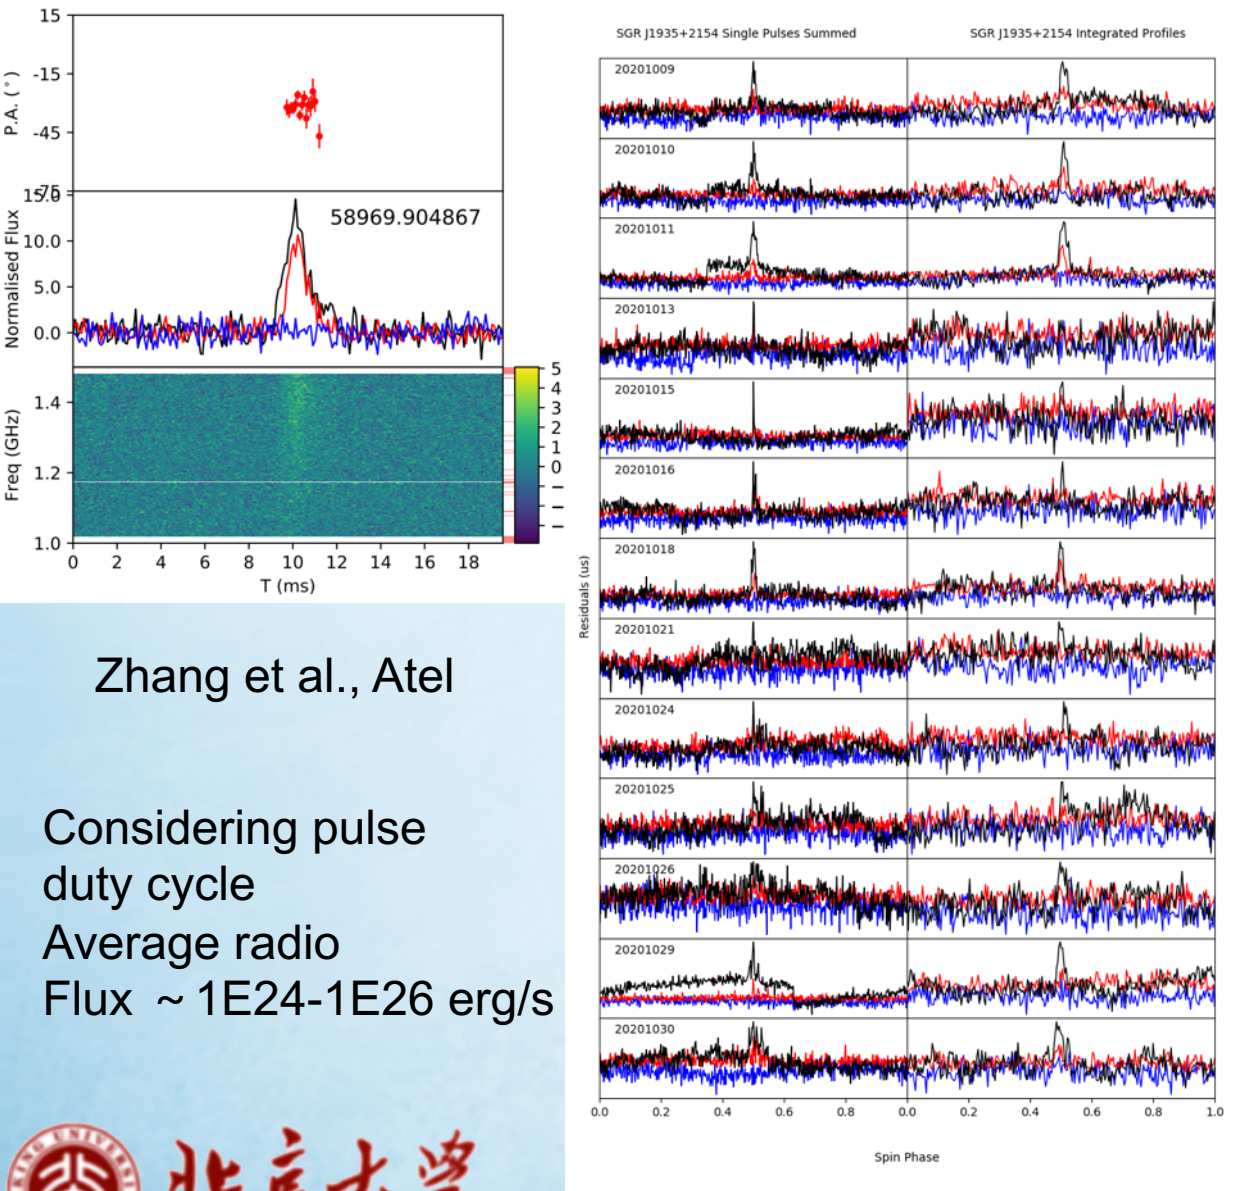 15
-15
-45
-75
P.A. (°)
15.0
10.0
5.0
0.0
Normalised Flux
58969.904867
1.4
1.2
1.0
Freq (GHz)
5
4
3
2
1
0
0 2 4 6 8 10 12 14 16 18
T (ms)
Zhang et al., Atel
Considering pulse
duty cycle
Average radio
Flux ~ 1E24-1E26 erg/s
北京大学
SGR J1935+2154 Single Pulses Summed
SGR J1935+2154 Integrated Profiles
20201009
20201010
20201011
20201013
20201015
20201016
20201018
20201021
20201024
20201025
20201026
20201029
20201030
Residuals (us)
0.0 0.2 0.4 0.6 0.8 0.0 0.2 0.4 0.6 0.8 1.0
Spin Phase